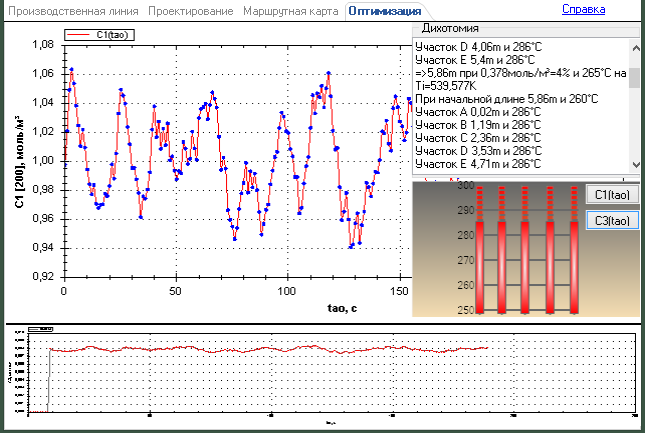 Производственная линия Проектирование Маршрутная карта Оптимизация Справка
Дихотомия
Участок D 4,06m и 286°C
Участок E 5,4m и 286°C
=>5,86m при 0,378моль/м³=4% и 265°C на
Ti=539,577K
При начальной длине 5,86m и 260°C
Участок A 0,02m и 286°C
Участок B 1,19m и 286°C
Участок C 2,36m и 286°C
Участок D 3,53m и 286°C
Участок E 4,71m и 286°C
C1(tao)
1,08
1,06
1,04
1,02
1,00
0,98
0,96
0,94
0,92
C1 [200], моль/м³
0 50 100 150
tao, c
300
290
280
270
260
250
C1(tao)
C3(tao)